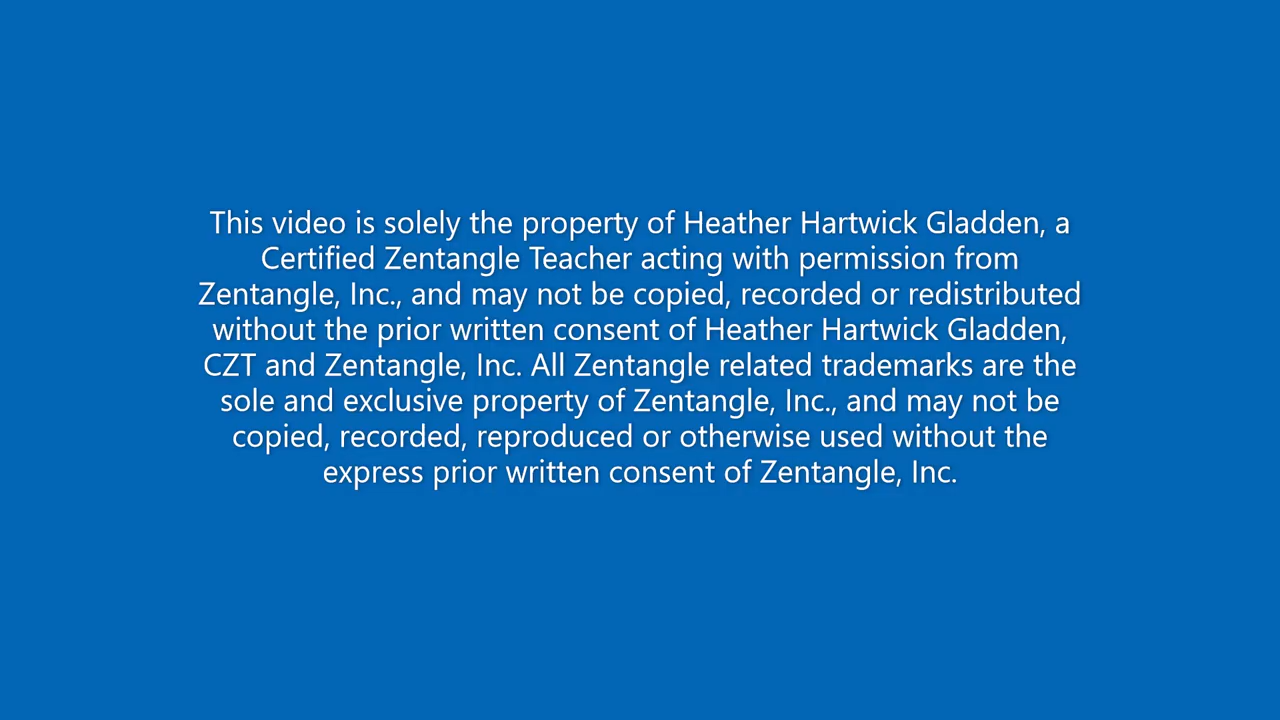 This video is solely the property of Heather Hartwick Gladden, a
Certified Zentangle Teacher acting with permission from
Zentangle, Inc., and may not be copied, recorded or redistributed
without the prior written consent of Heather Hartwick Gladden,
CZT and Zentangle, Inc. All Zentangle related trademarks are the
sole and exclusive property of Zentangle, Inc., and may not be
copied, recorded, reproduced or otherwise used without the
express prior written consent of Zentangle, Inc.